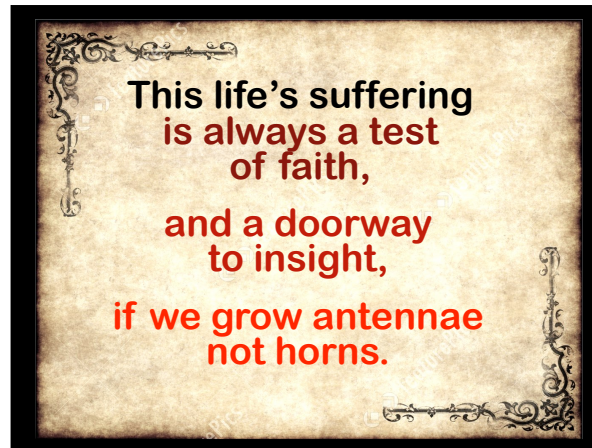 This life’s suffering
is always a test
of faith,
and a doorway
to insight,
if we grow antennae
not horns.